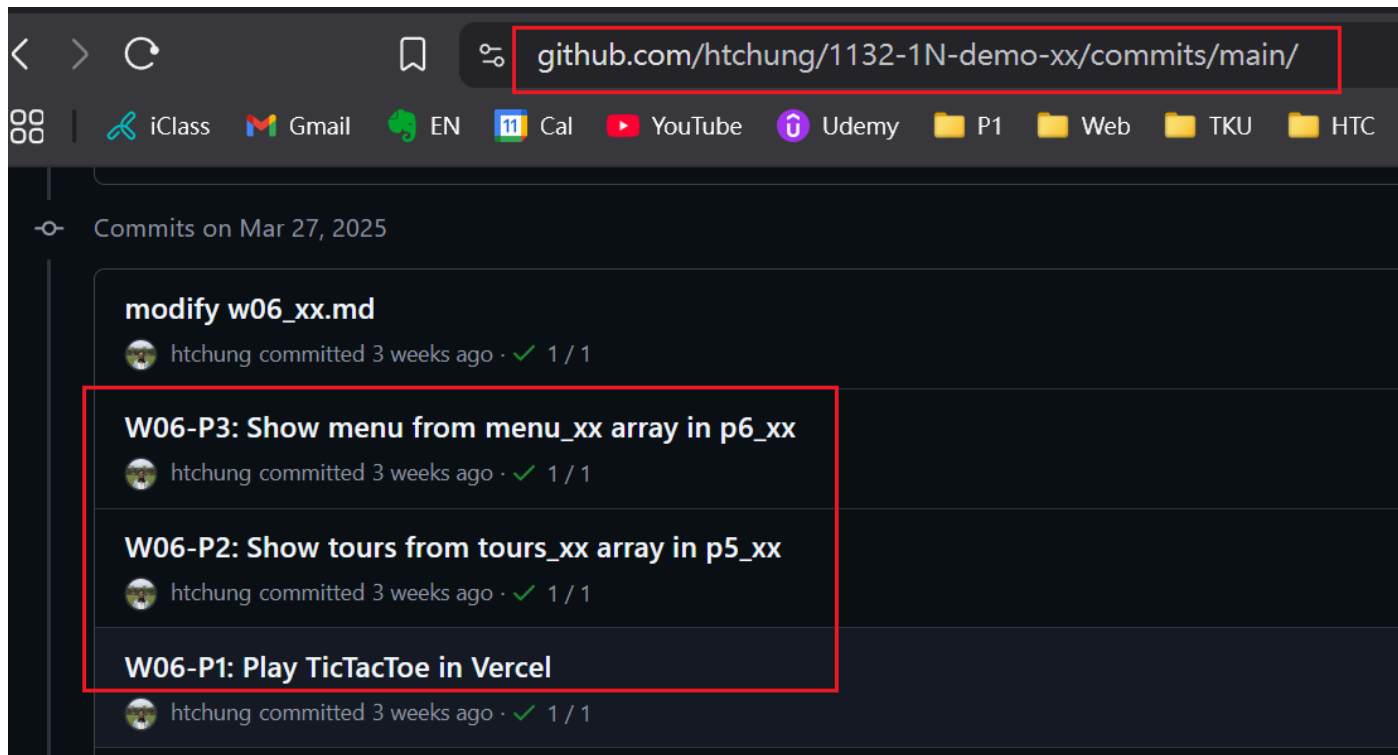 github.com/htchung/1132-1N-demo-xx/commits/main/
iClass Gmail EN 11 Cal YouTube Udemy P1 Web TKU HTC
Commits on Mar 27, 2025
modify w06_xx.md
htchung committed 3 weeks ago · 1 / 1
W06-P3: Show menu from menu_xx array in p6_xx
htchung committed 3 weeks ago · 1 / 1
W06-P2: Show tours from tours_xx array in p5_xx
htchung committed 3 weeks ago · 1 / 1
W06-P1: Play TicTacToe in Vercel
htchung committed 3 weeks ago · 1 / 1